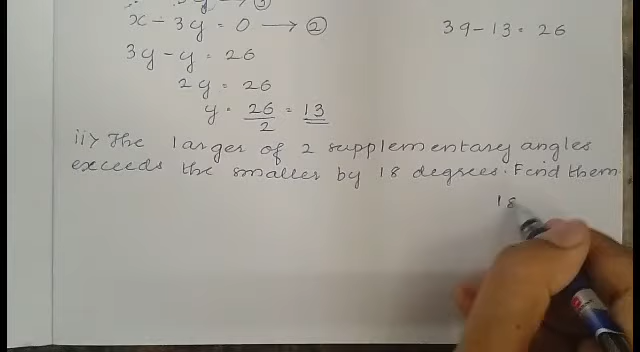 x - 3y = 0 → ②
39 - 13 = 26
3y - y = 26
2y = 26
y = 26/2 = 13
ii> The larger of 2 supplementary angles
exceeds the smaller by 18 degrees. Find them
18